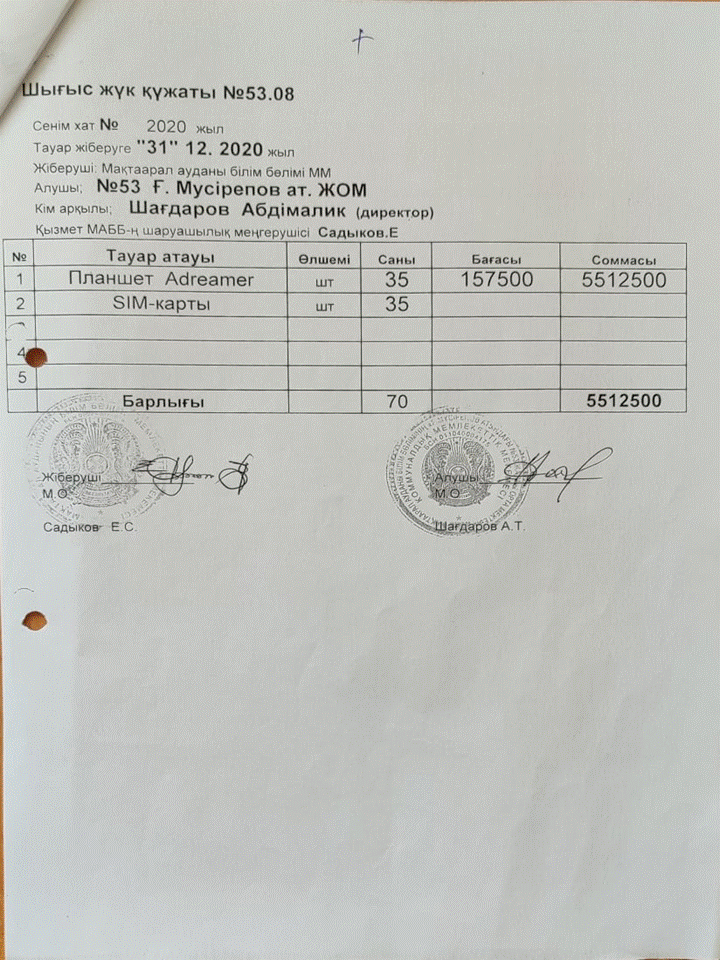 Шығыс жүк құжаты №53.08
Сенім хат № 2020 жыл
Тауар жіберуге "31" 12. 2020 жыл
Жіберуші: Мақтаарал ауданы білім бөлімі ММ
Алушы; №53 Ғ. Мусірепов ат. ЖОМ
Кім арқылы; Шағдаров Абдімалик (директор)
Қызмет МАББ-ң шаруашылық меңгерушісі Садыков.Е
№ Тауар атауы Өлшемі Саны Бағасы Соммасы
1 Планшет Adreamer шт 35 157500 5512500
2 SIM-карты шт 35
4
5
Барлығы 70 5512500
Жіберуші
М.О
Садыков Е.С.
Алушы
М.О
Шағдаров А.Т.